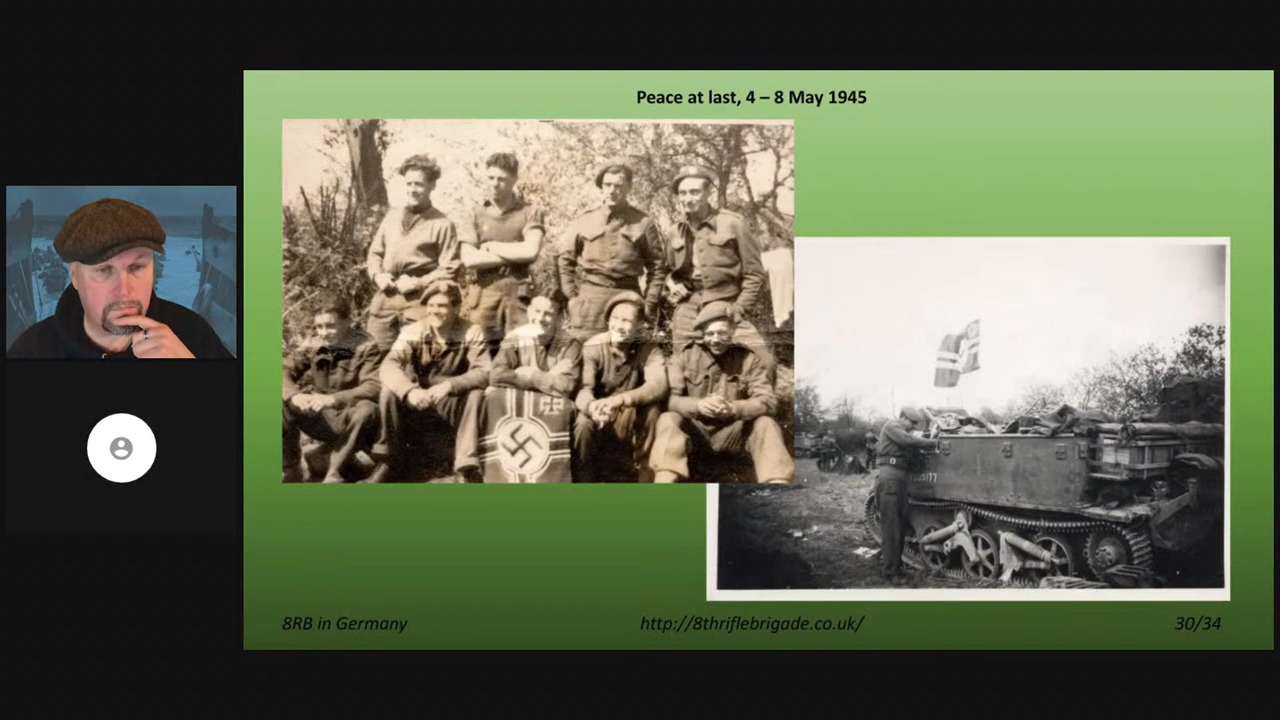 Peace at last, 4 – 8 May 1945
8RB in Germany
http://8thriflebrigade.co.uk/
30/34